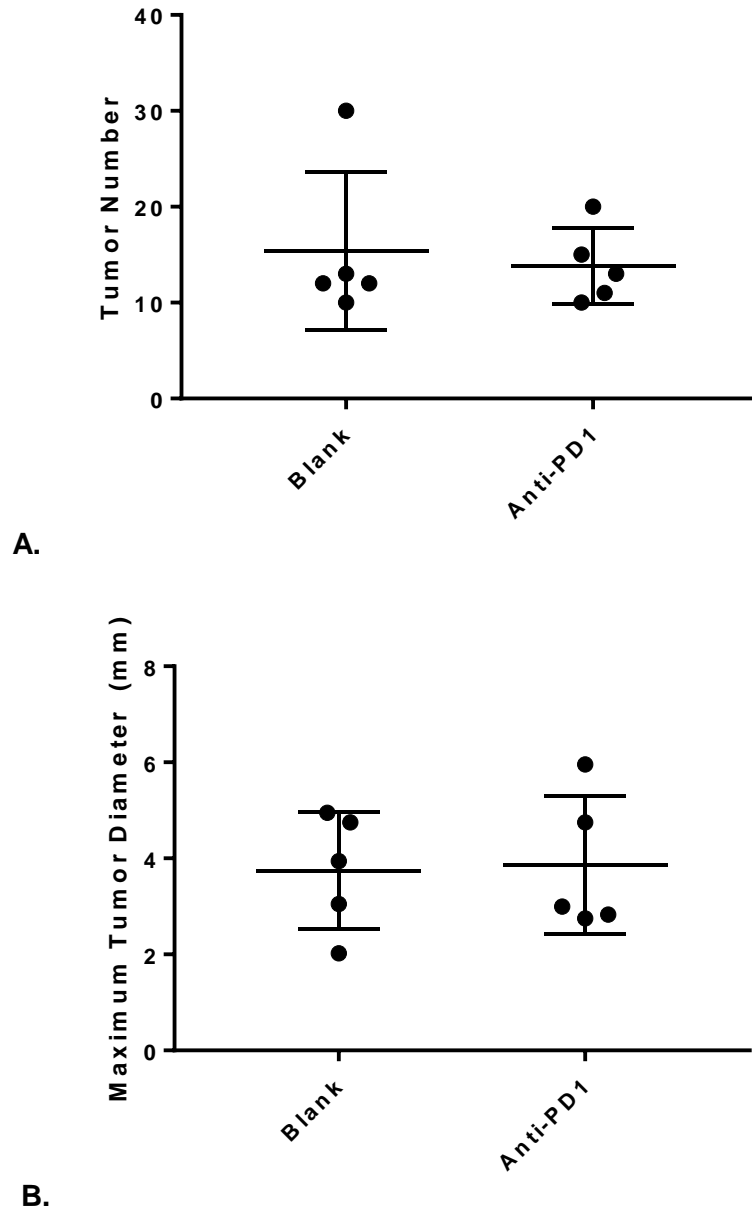 Tumor Number
40
30
20
10
0
Blank
Anti-PD1
A.
Maximum Tumor Diameter (mm)
8
6
4
2
0
Blank
Anti-PD1
B.